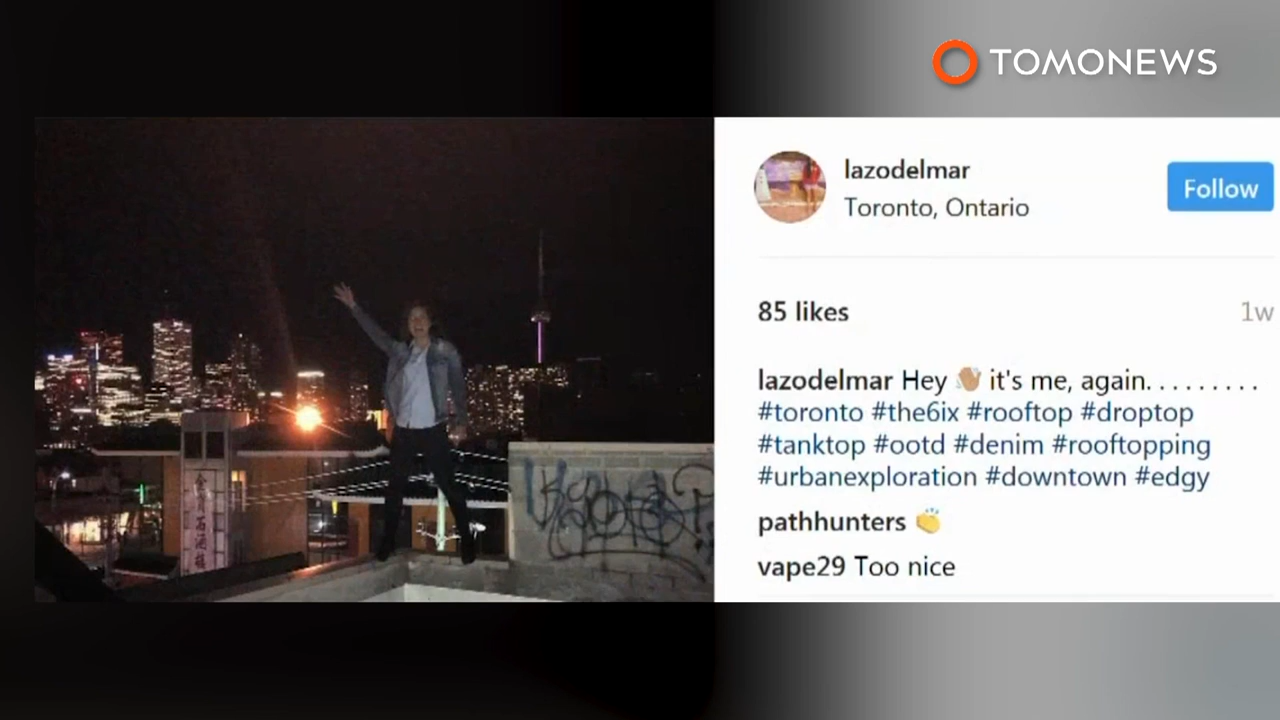 TOMONEWS
lazodelmar
Follow
Toronto, Ontario
85 likes
1w
lazodelmar Hey 👋🏽 it's me, again. . . . . . . . .
#toronto #the6ix #rooftop #droptop
#tanktop #ootd #denim #rooftopping
#urbanexploration #downtown #edgy
pathhunters 👏
vape29 Too nice